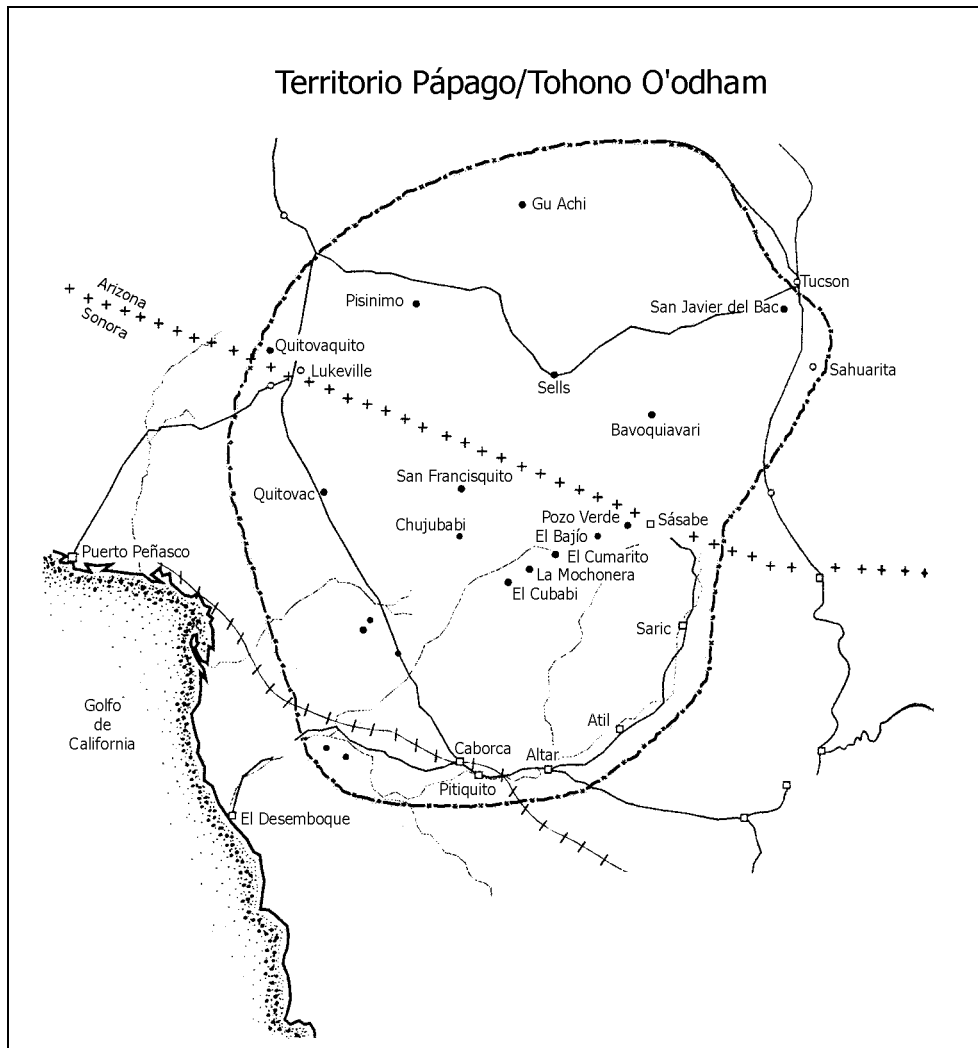 Territorio Pápago/Tohono O'odham
Gu Achi
Tucson
Arizona
Sonora
Pisinimo
San Javier del Bac
Quitovaquito
Lukeville
Sahuarita
Sells
Bavoquiavari
San Francisquito
Quitovac
Chujubabi
Pozo Verde
Sásabe
El Bajío
El Cumarito
Puerto Peñasco
La Mochonera
El Cubabi
Saric
Golfo
de
California
Atil
Caborca
Altar
Pitiquito
El Desemboque